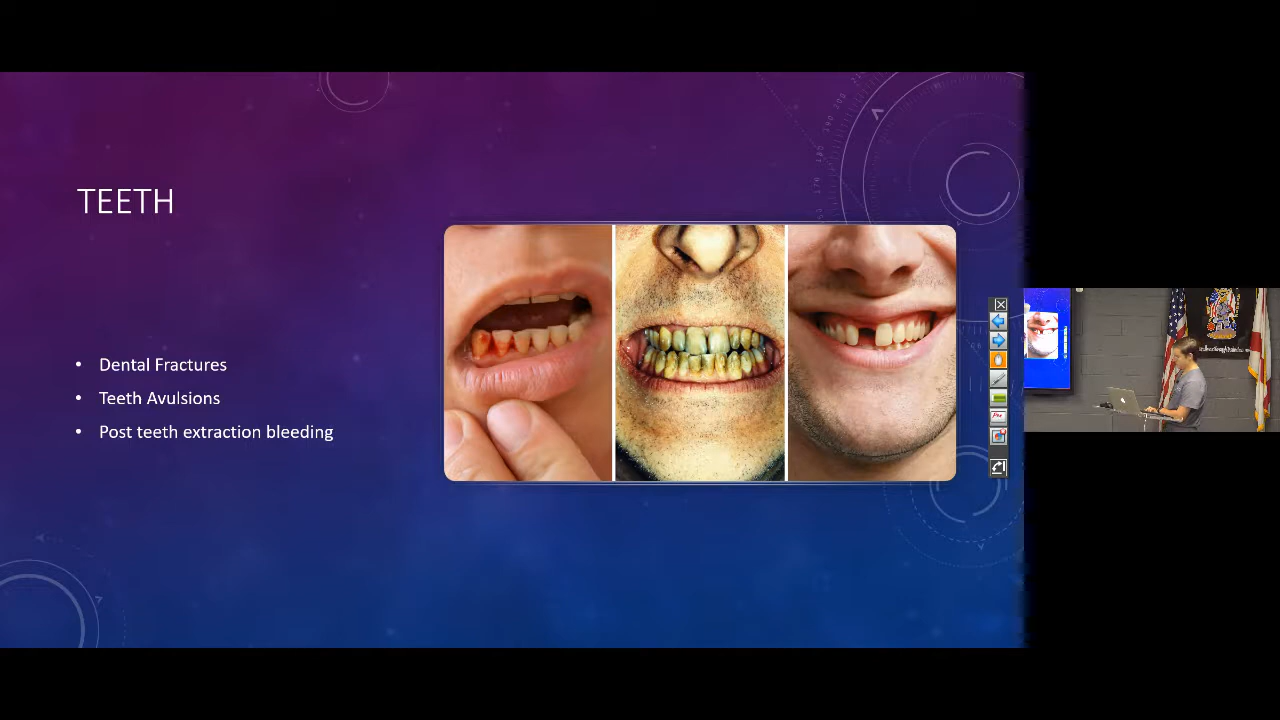 TEETH
• Dental Fractures
• Teeth Avulsions
• Post teeth extraction bleeding